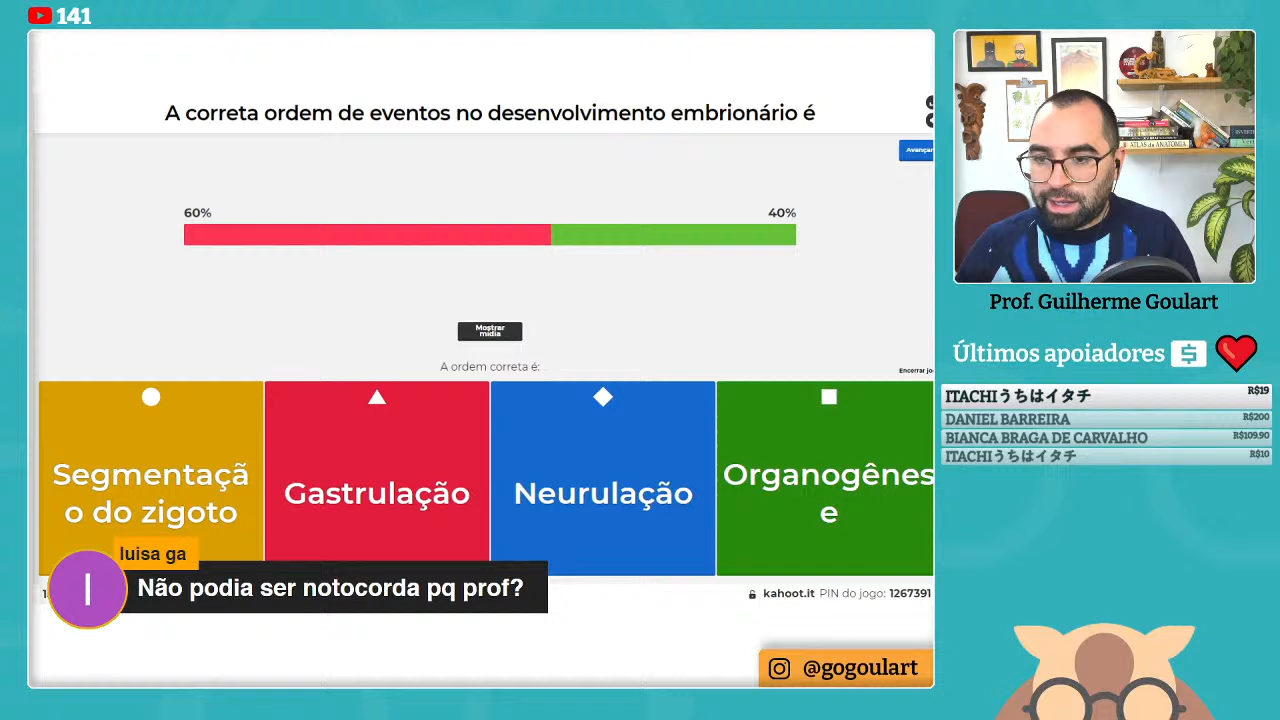 141
A correta ordem de eventos no desenvolvimento embrionário é
Avançar
60%
40%
Mostrar
mídia
A ordem correta é:
Encerrar jo
Segmentaçã
o do zigoto
Gastrulação
Neurulação
Organogênes
e
luisa ga
l
Não podia ser notocorda pq prof?
kahoot.it PIN do jogo: 1267391
@gogoulart
ATLAS da ANATOMIA
Prof. Guilherme Goulart
Últimos apoiadores
ITACHIうちはイタチ R$19
DANIEL BARREIRA R$200
BIANCA BRAGA DE CARVALHO R$109.90
ITACHIうちはイタチ R$10